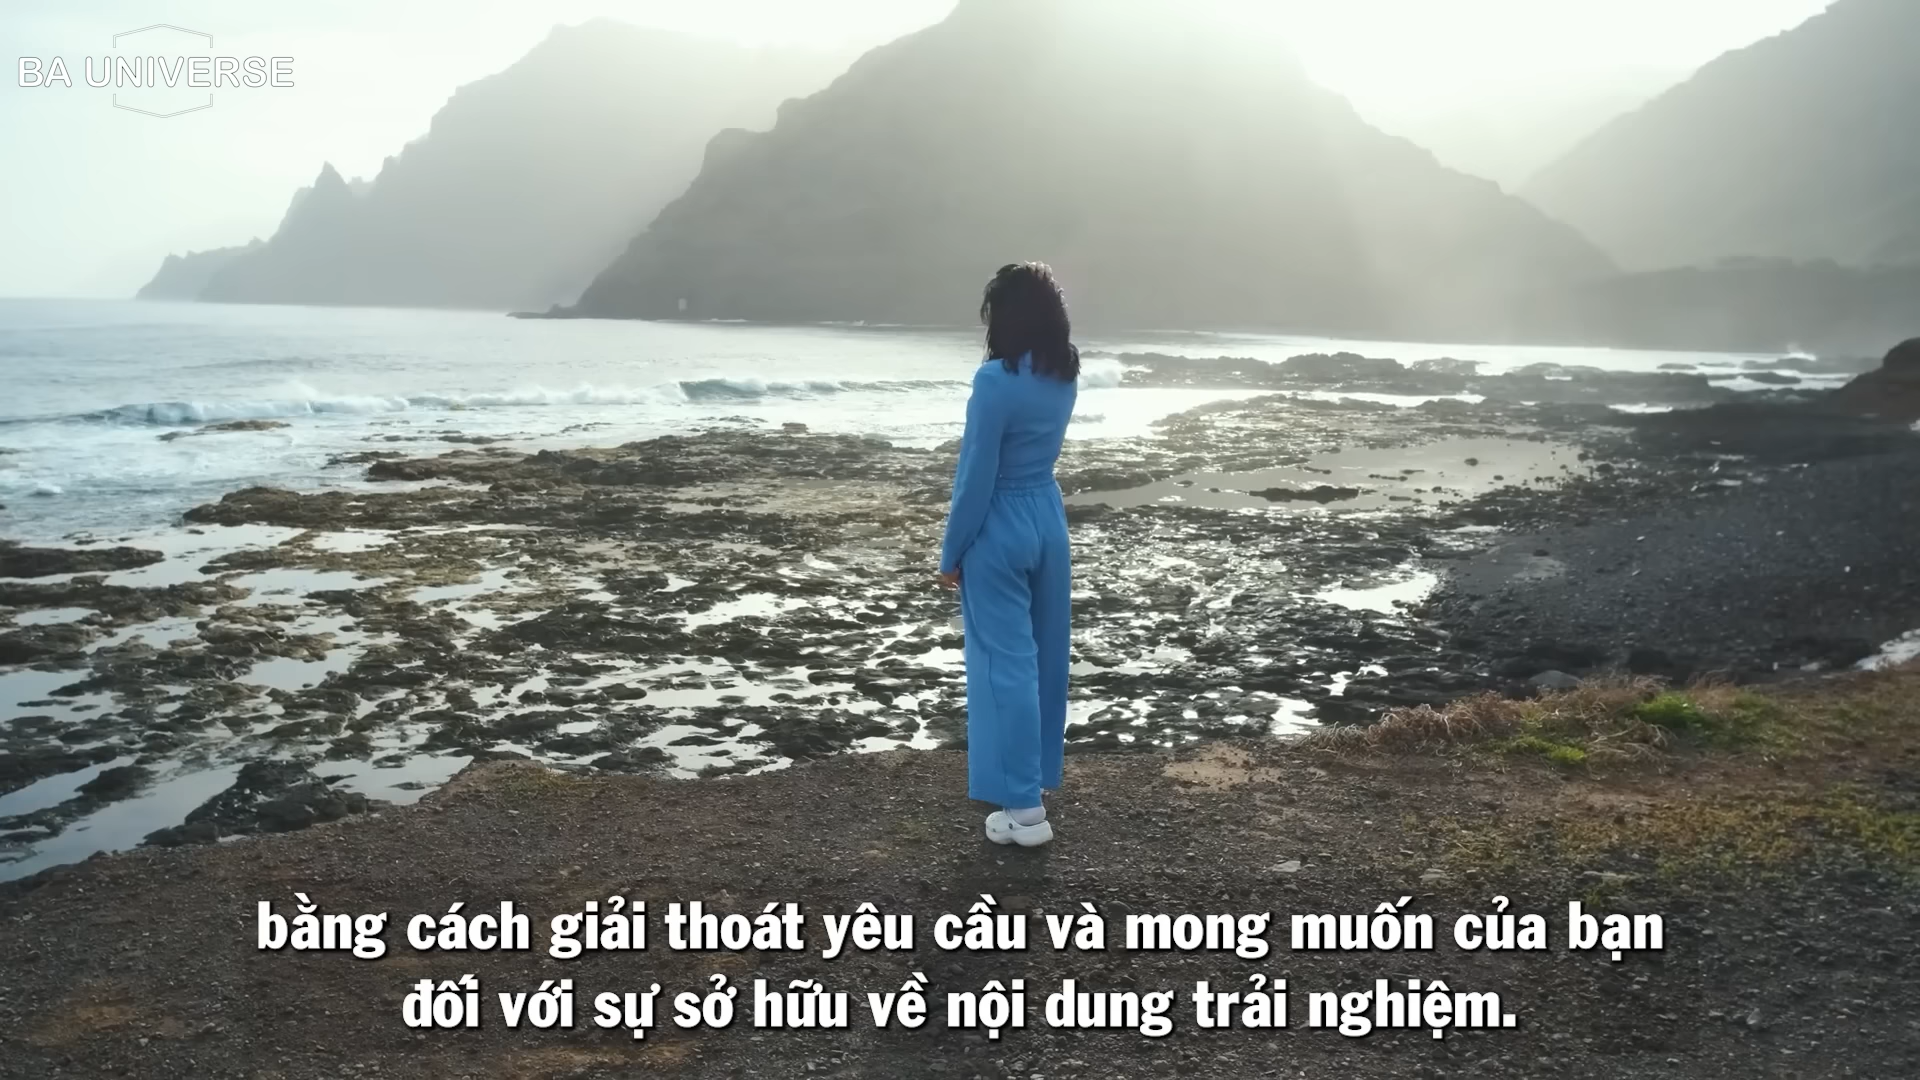 BA UNIVERSE
bằng cách giải thoát yêu cầu và mong muốn của bạn
đối với sự sở hữu về nội dung trải nghiệm.